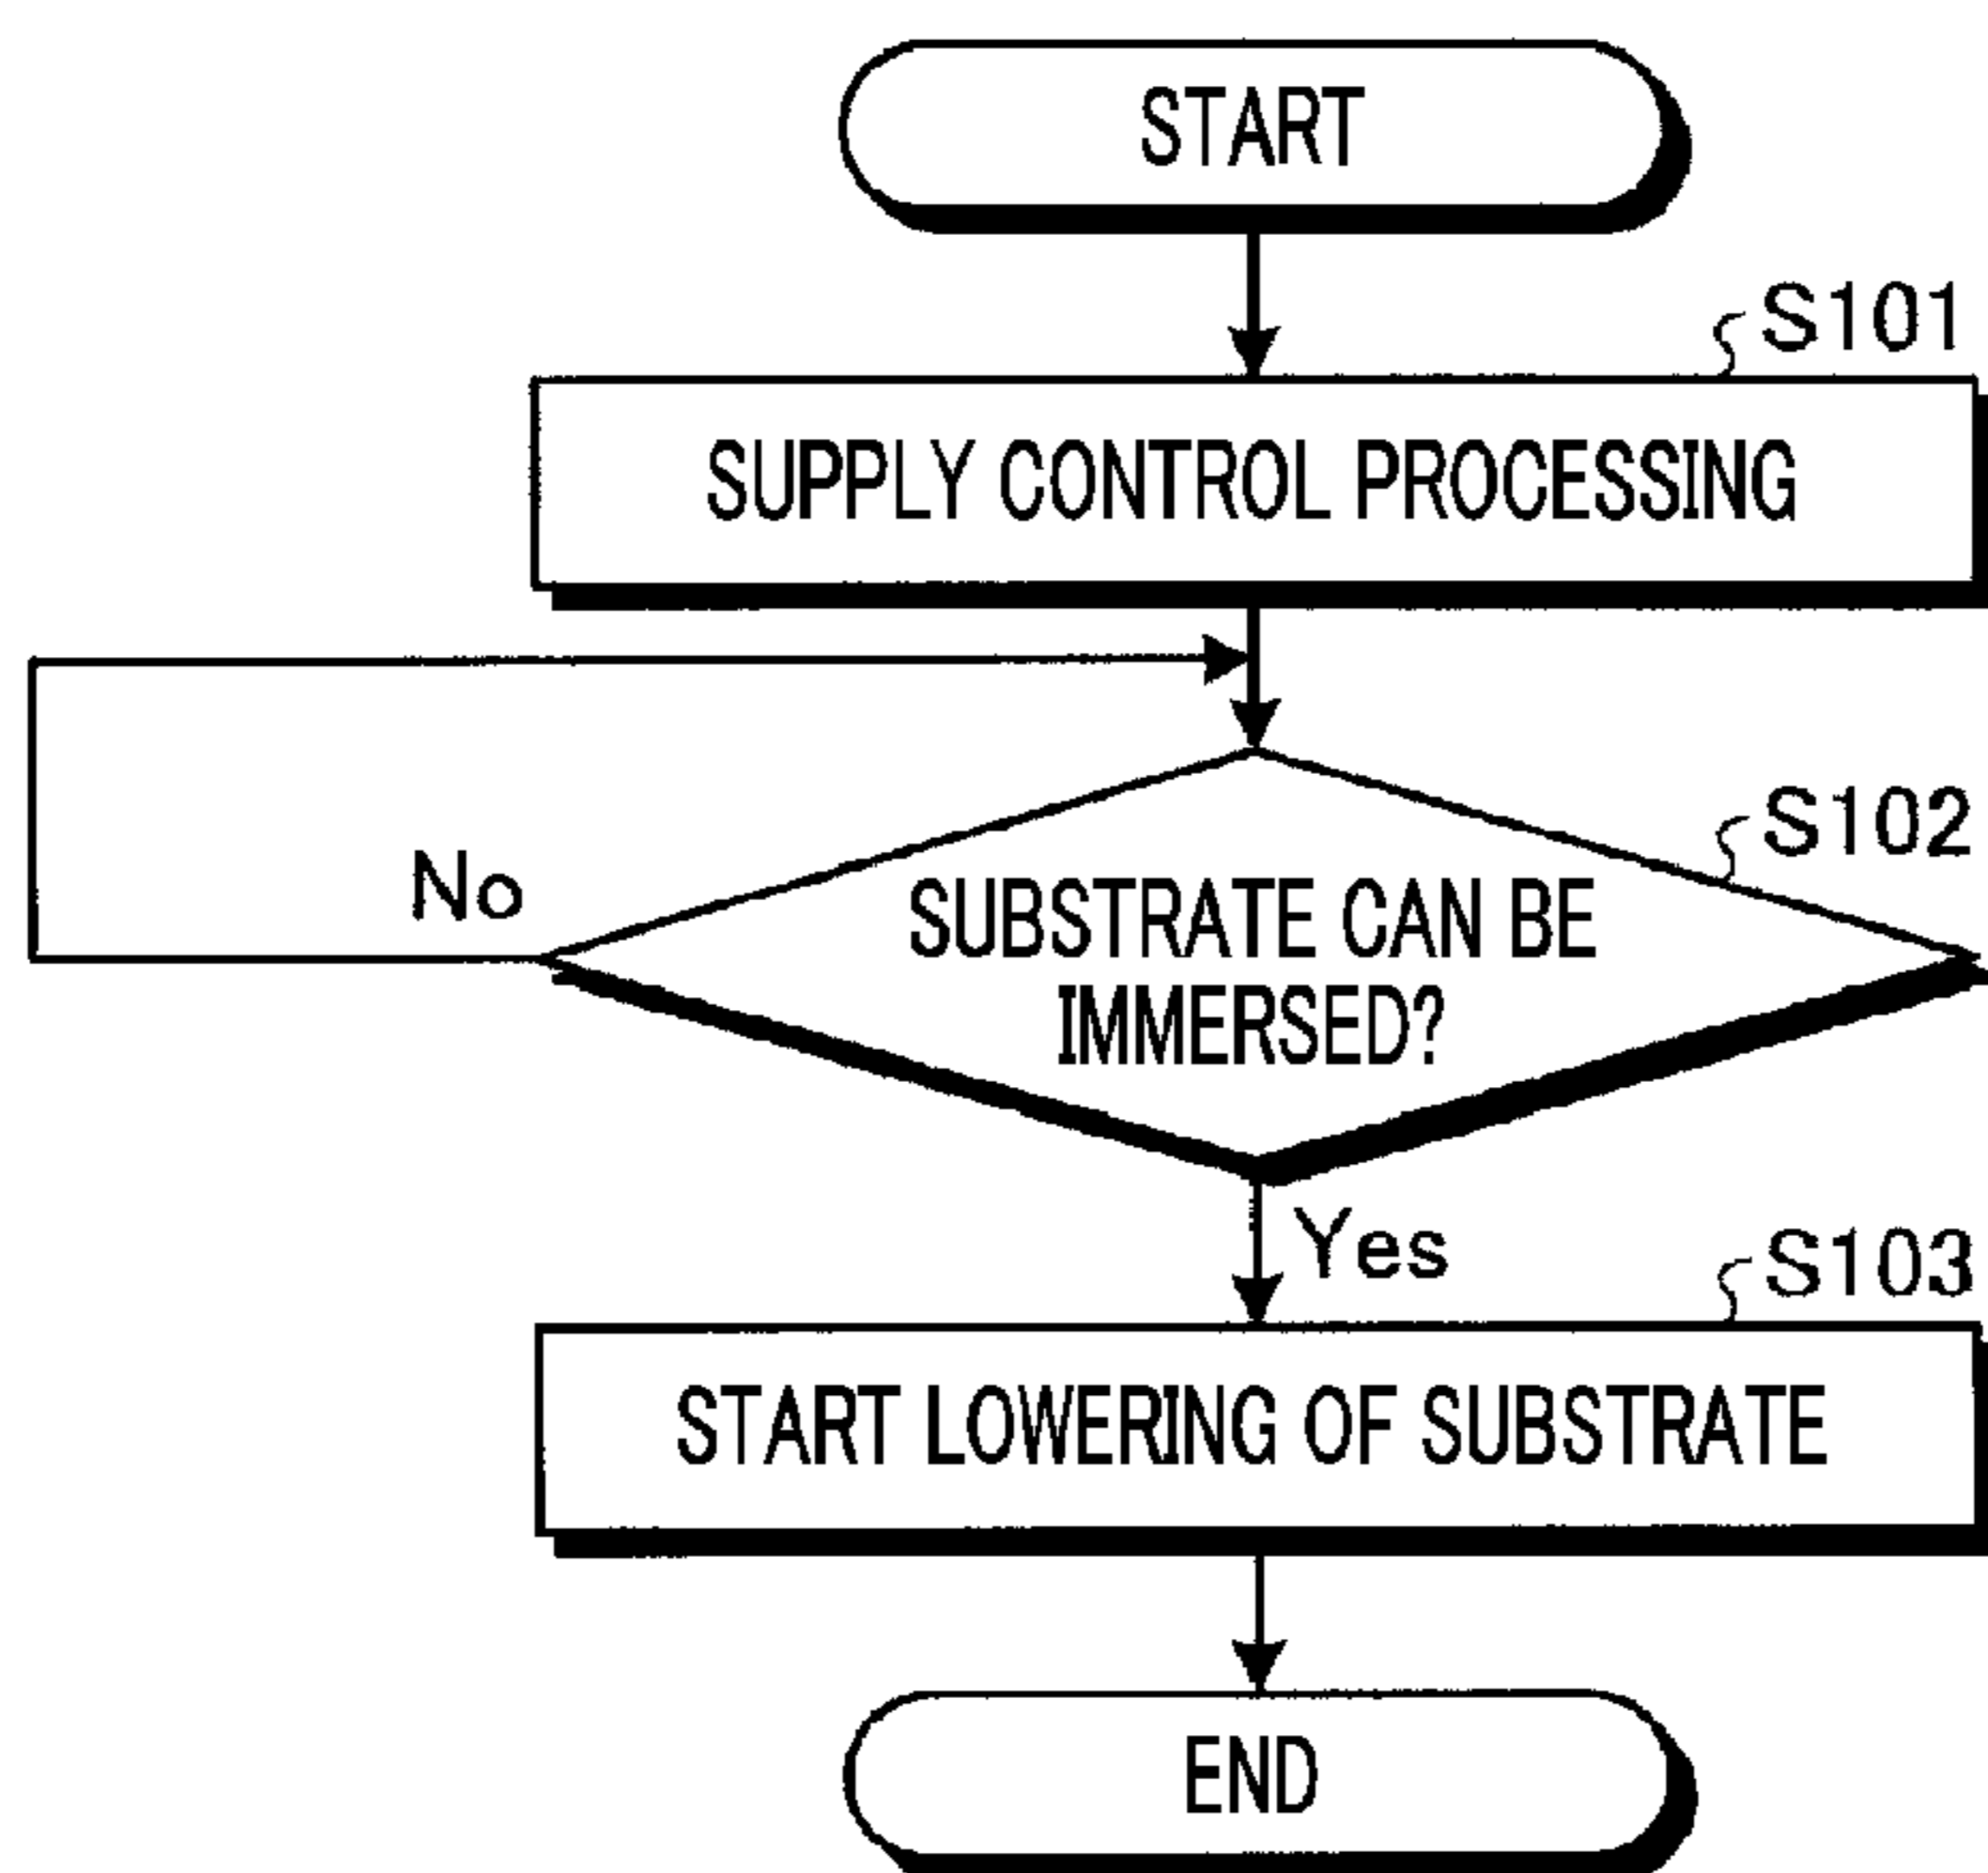 START
S101
SUPPLY CONTROL PROCESSING
S102
No
SUBSTRATE CAN BE
IMMERSED?
Yes
S103
START LOWERING OF SUBSTRATE
END